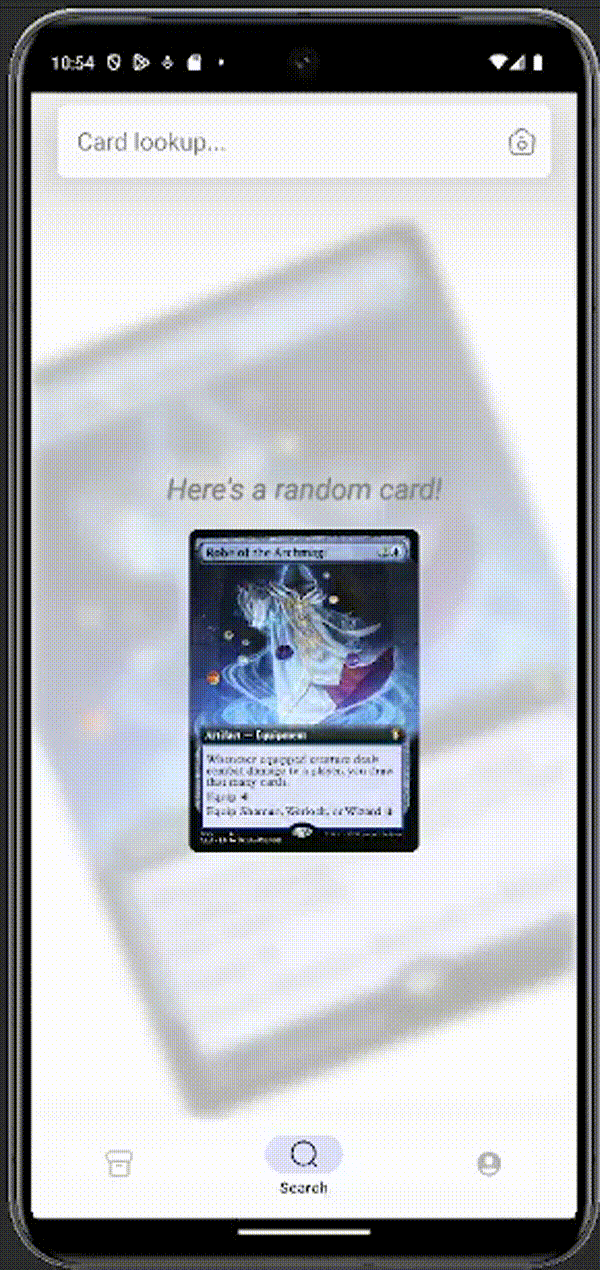 10:54
Card lookup...
Here's a random card!
Robe of the Archmagi
Artifact — Equipment
Whenever equipped creature deals
combat damage to a player, you draw
that many cards.
Equip 4
Equip Shaman, Warlock, or Wizard 1
Search